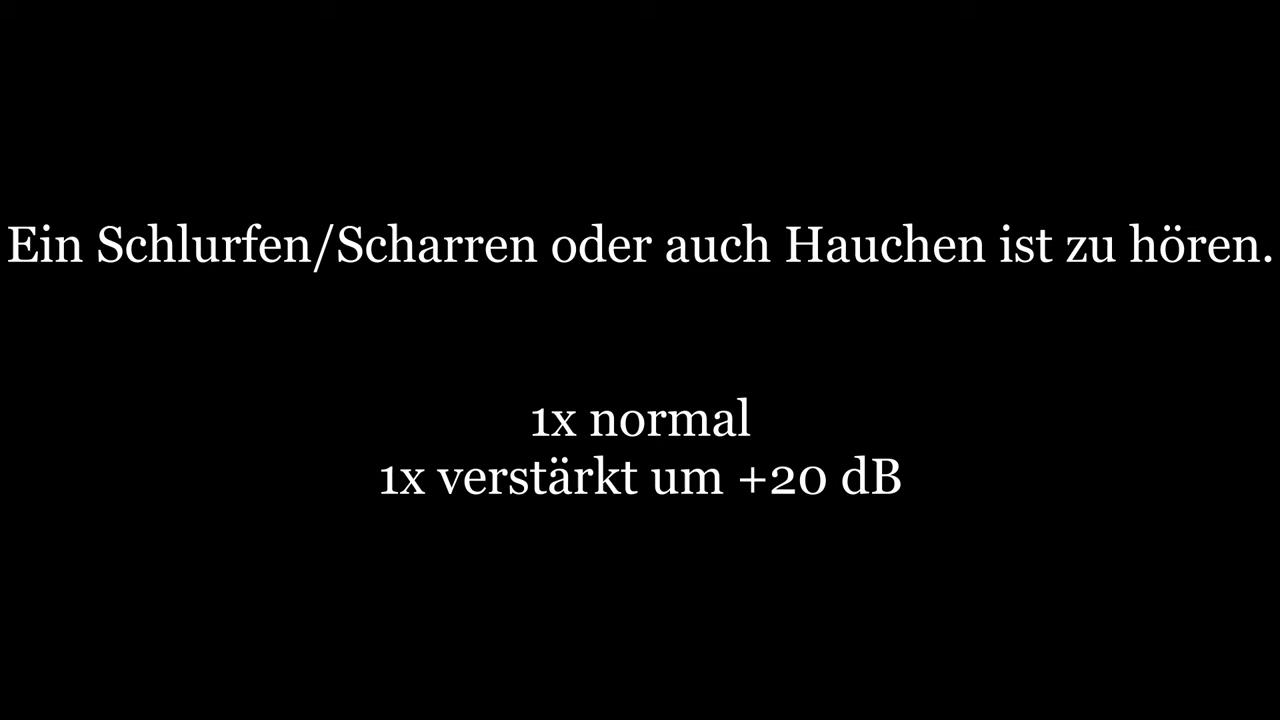 Ein Schlurfen/Scharren oder auch Hauchen ist zu hören.
1x normal
1x verstärkt um +20 dB